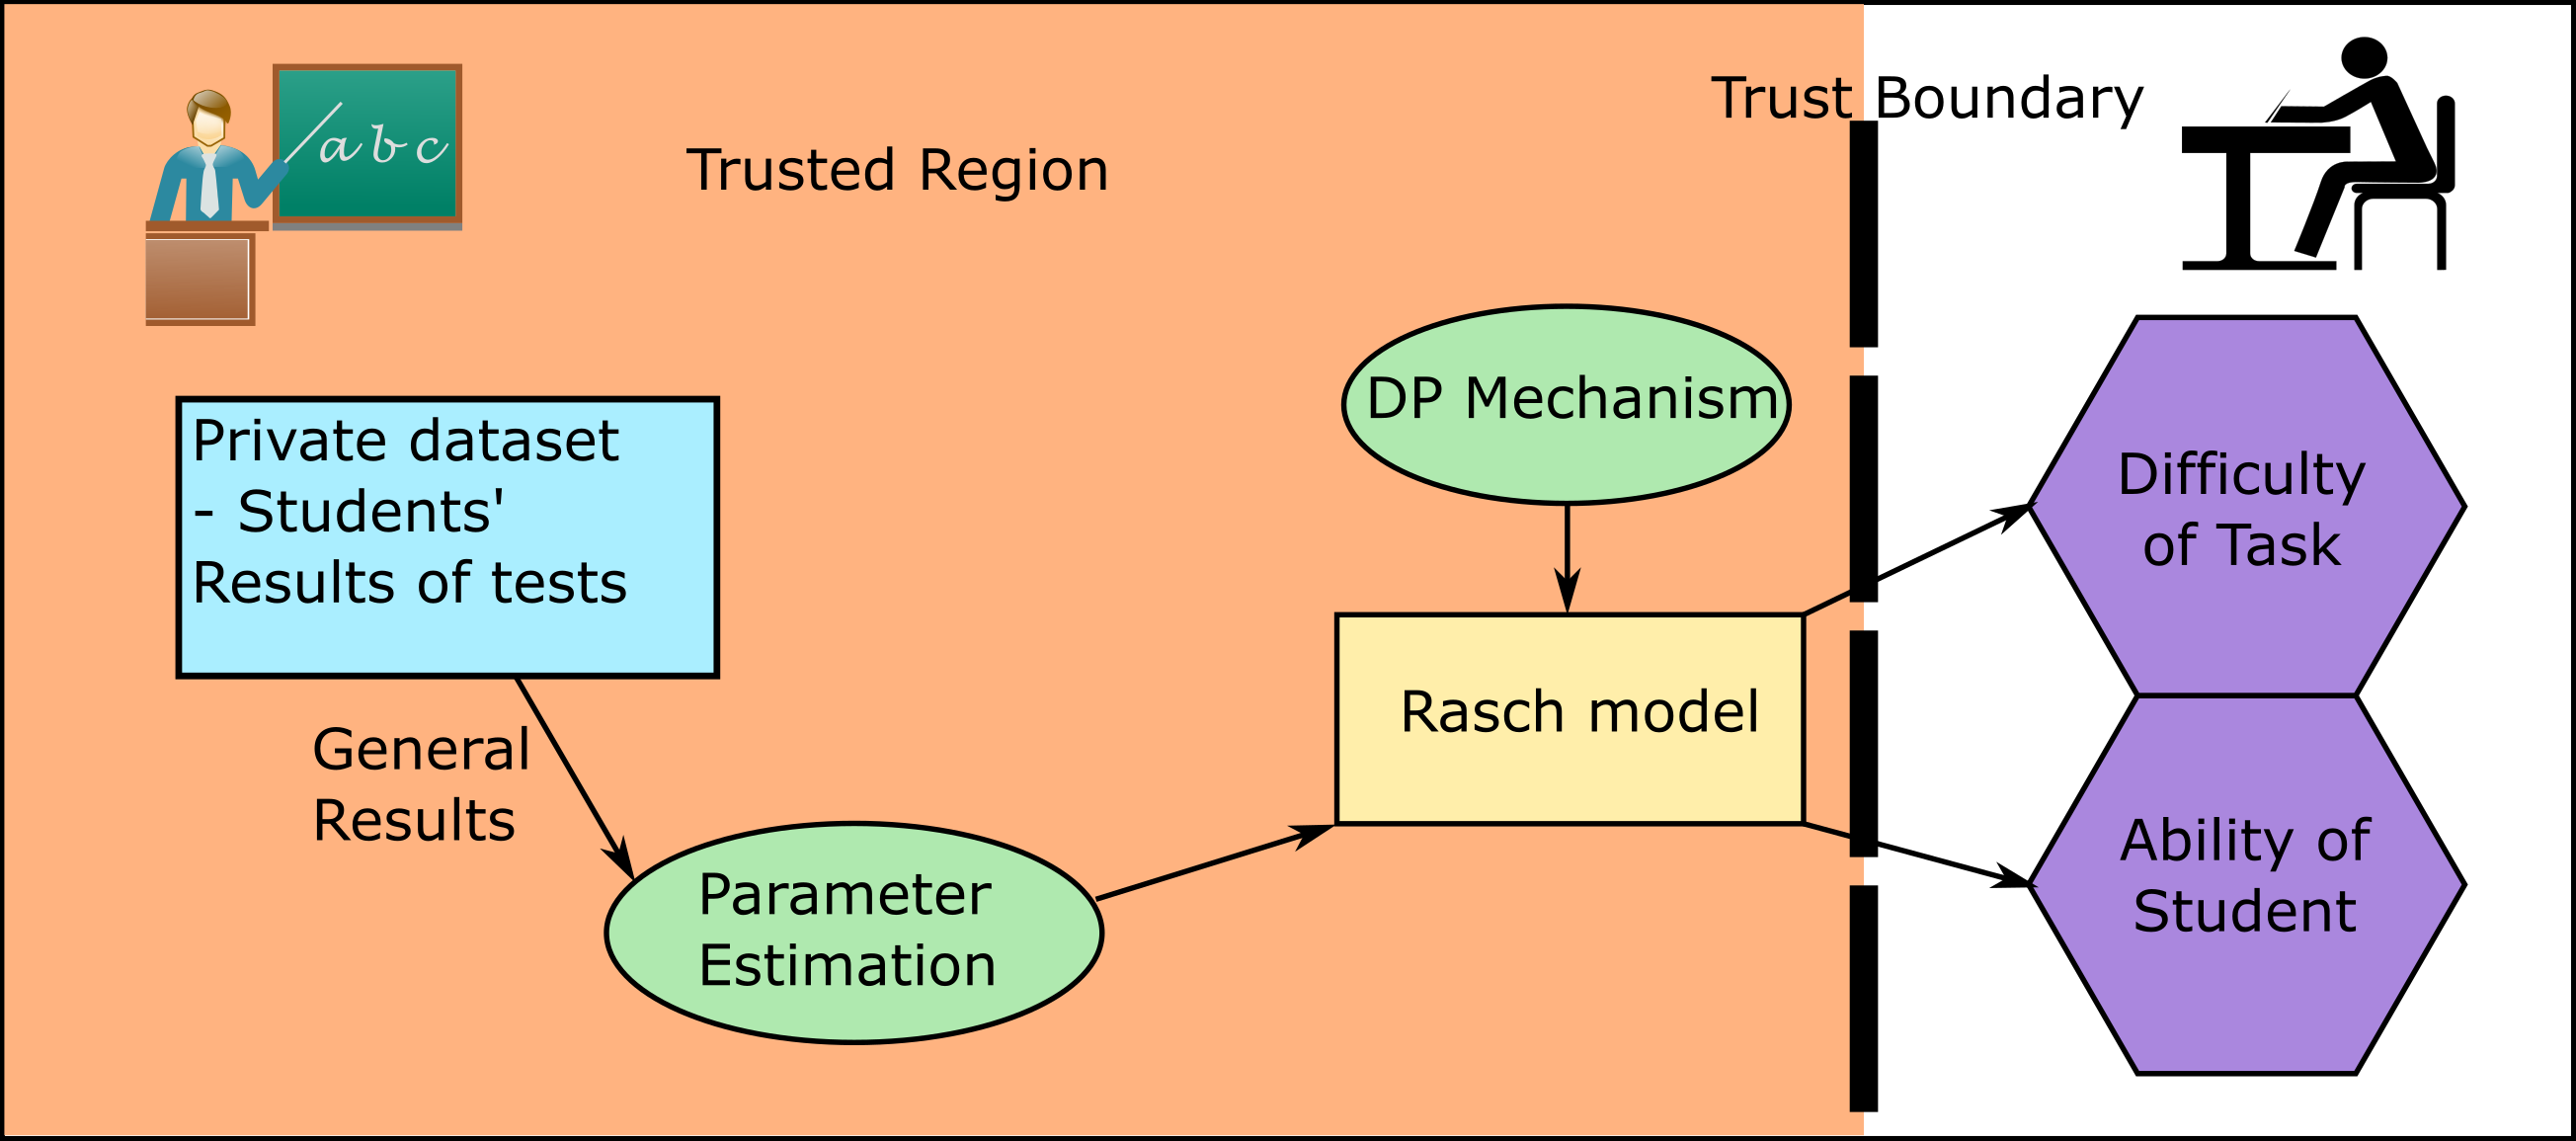 /abc
Trusted Region
Trust Boundary
Private dataset
- Students'
Results of tests
General
Results
Parameter
Estimation
DP Mechanism
Rasch model
Difficulty
of Task
Ability of
Student